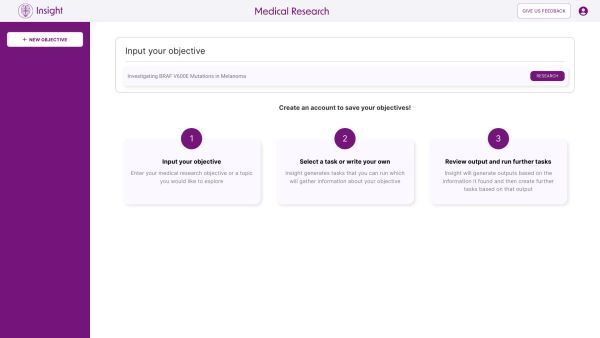 Insight
Medical Research
GIVE US FEEDBACK
+ NEW OBJECTIVE
Input your objective
Investigating BRAF V600E Mutations in Melanoma
RESEARCH
Create an account to save your objectives!
1
Input your objective
Enter your medical research objective or a topic
you would like to explore
2
Select a task or write your own
Insight generates tasks that you can run which
will gather information about your objective
3
Review output and run further tasks
Insight will generate outputs based on the
information it found and then create further
tasks based on that output